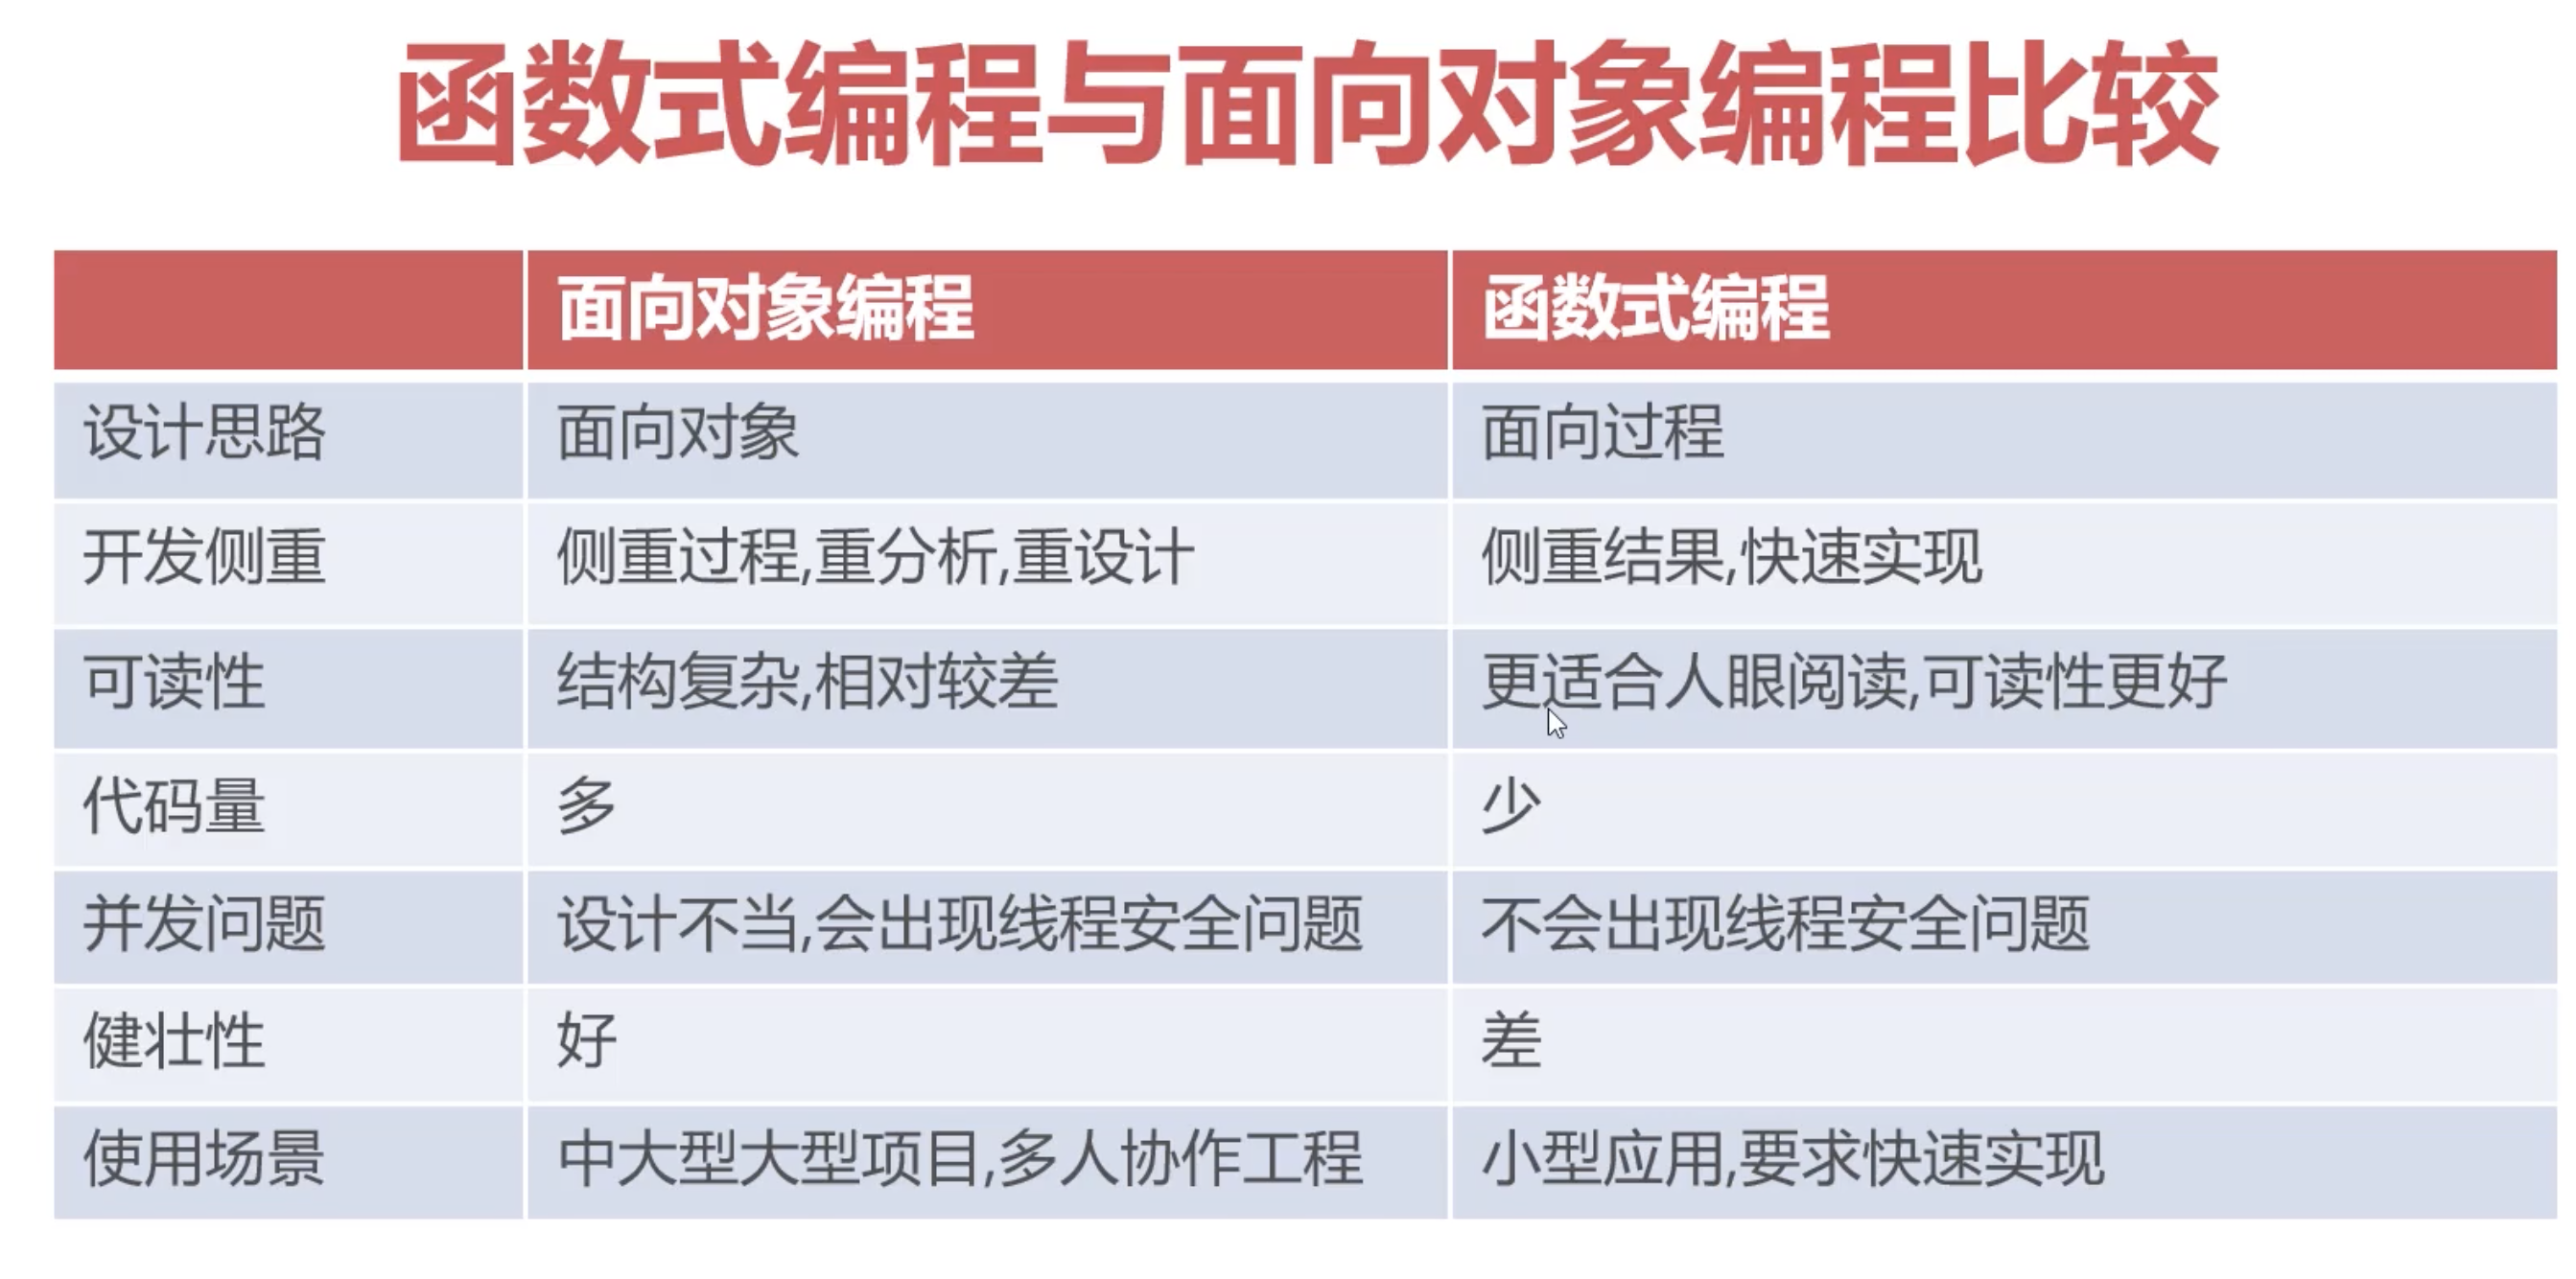 函数式编程与面向对象编程比较
面向对象编程 函数式编程
设计思路 面向对象 面向过程
开发侧重 侧重过程,重分析,重设计 侧重结果,快速实现
可读性 结构复杂,相对较差 更适合人眼阅读,可读性更好
代码量 多 少
并发问题 设计不当,会出现线程安全问题 不会出现线程安全问题
健壮性 好 差
使用场景 中大型大型项目,多人协作工程 小型应用,要求快速实现